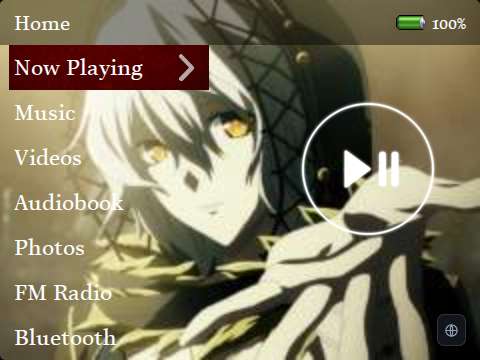 Home
100%
Now Playing
Music
Videos
Audiobook
Photos
FM Radio
Bluetooth